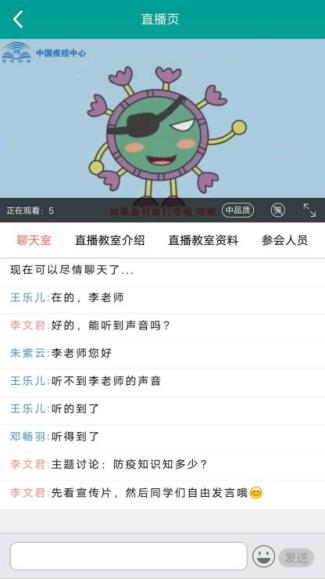 直播页
中国疾控中心
正在观看：5
中品质
弹
聊天室 直播教室介绍 直播教室资料 参会人员
现在可以尽情聊天了...
王乐儿:在的，李老师
李文君:好的，能听到声音吗？
朱紫云:李老师您好
王乐儿:听不到李老师的声音
王乐儿:听的到了
邓畅羽:听得到了
李文君:主题讨论：防疫知识知多少？
李文君:先看宣传片，然后同学们自由发言哦😊
发送